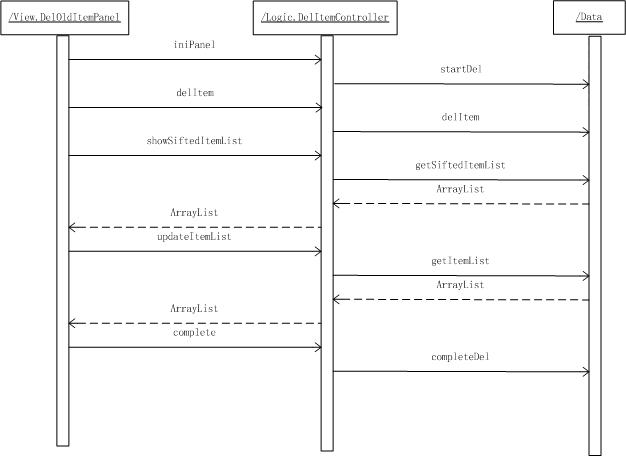 /View.DelOldItemPanel
/Logic.DelItemController
/Data
iniPanel
startDel
delItem
delItem
showSiftedItemList
getSiftedItemList
ArrayList
ArrayList
updateItemList
getItemList
ArrayList
ArrayList
complete
completeDel